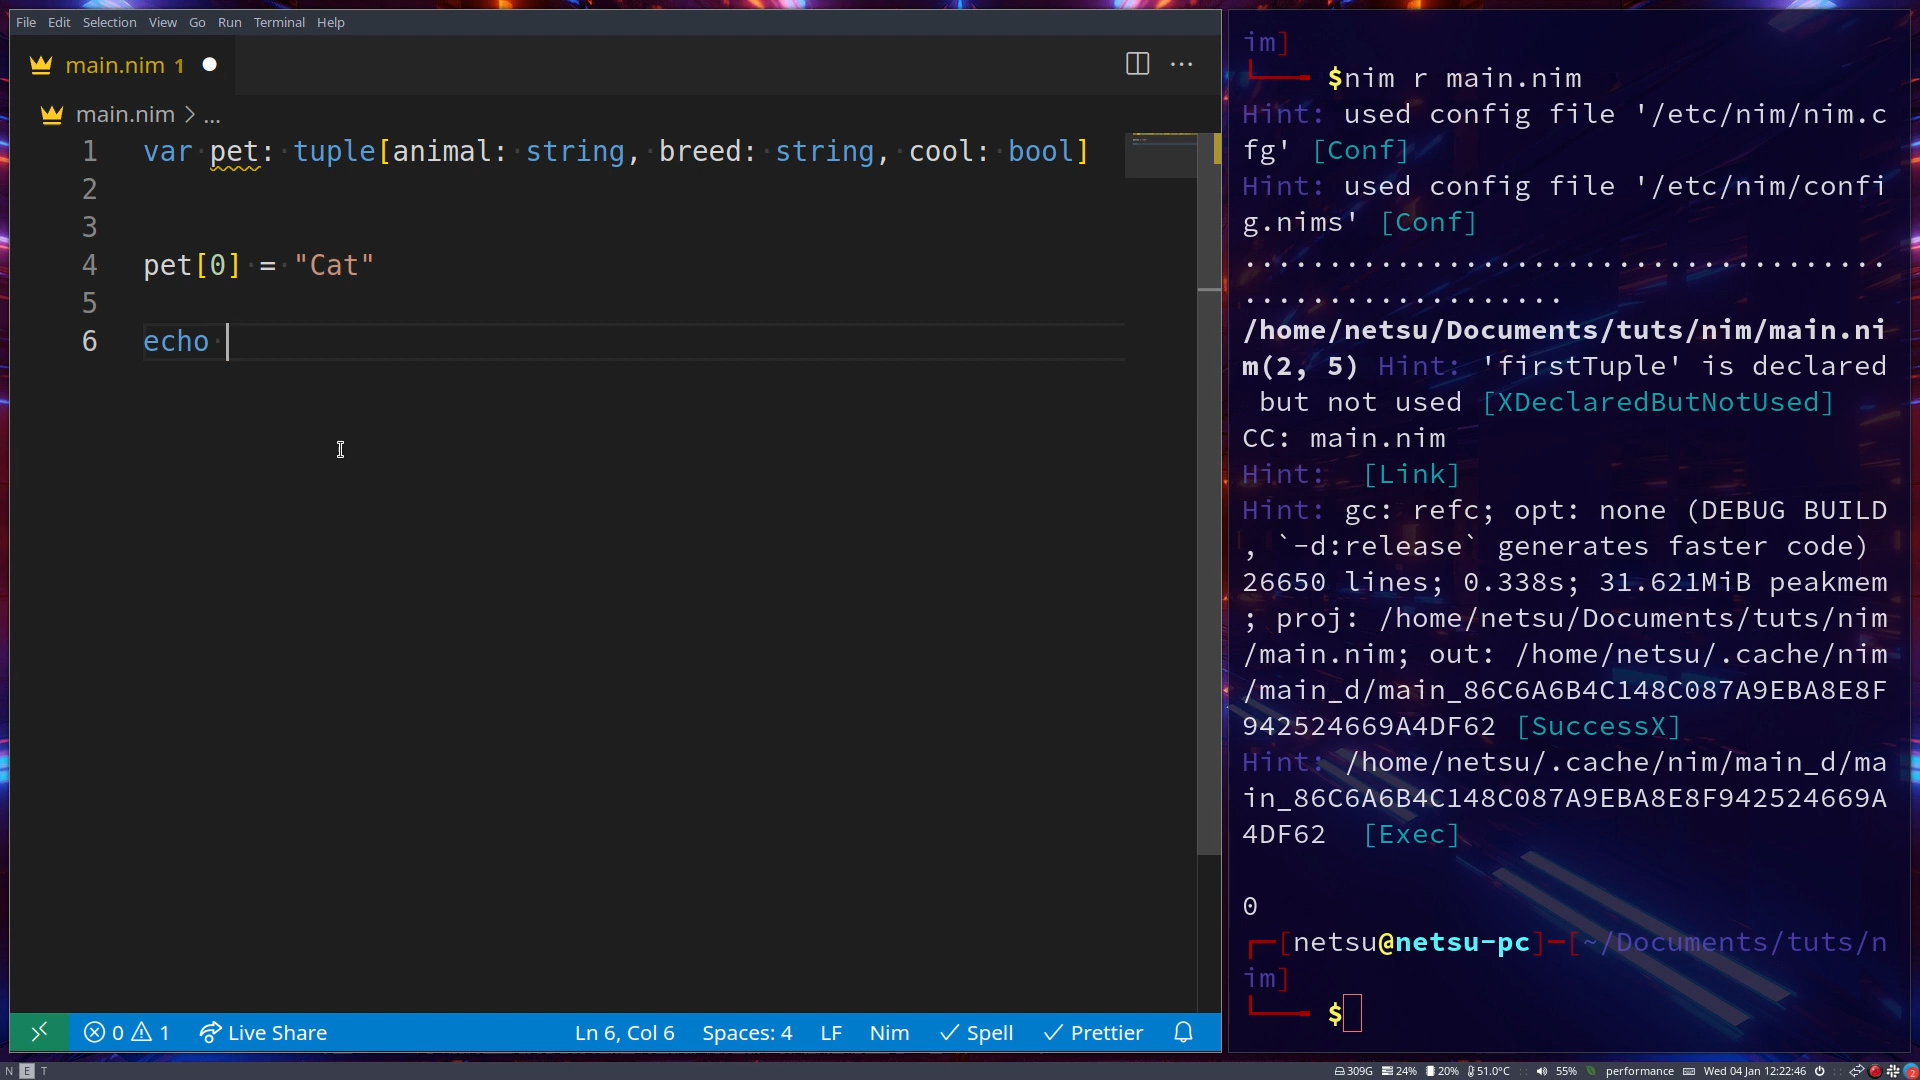 File Edit Selection View Go Run Terminal Help
main.nim 1
main.nim > ...
1 var pet: tuple[animal: string, breed: string, cool: bool]
2
3
4 pet[0] = "Cat"
5
6 echo
0 1 Live Share Ln 6, Col 6 Spaces: 4 LF Nim Spell Prettier
im]
$nim r main.nim
Hint: used config file '/etc/nim/nim.c
fg' [Conf]
Hint: used config file '/etc/nim/confi
g.nims' [Conf]
......................................
...................
/home/netsu/Documents/tuts/nim/main.ni
m(2, 5) Hint: 'firstTuple' is declared
but not used [XDeclaredButNotUsed]
CC: main.nim
Hint:  [Link]
Hint: gc: refc; opt: none (DEBUG BUILD
, `-d:release` generates faster code)
26650 lines; 0.338s; 31.621MiB peakmem
; proj: /home/netsu/Documents/tuts/nim
/main.nim; out: /home/netsu/.cache/nim
/main_d/main_86C6A6B4C148C087A9EBA8E8F
942524669A4DF62 [SuccessX]
Hint: /home/netsu/.cache/nim/main_d/ma
in_86C6A6B4C148C087A9EBA8E8F942524669A
4DF62  [Exec]
0
[netsu@netsu-pc]-[~/Documents/tuts/n
im]
$
N E T 309G 24% 20% 51.0°C 55% performance Wed 04 Jan 12:22:46 2